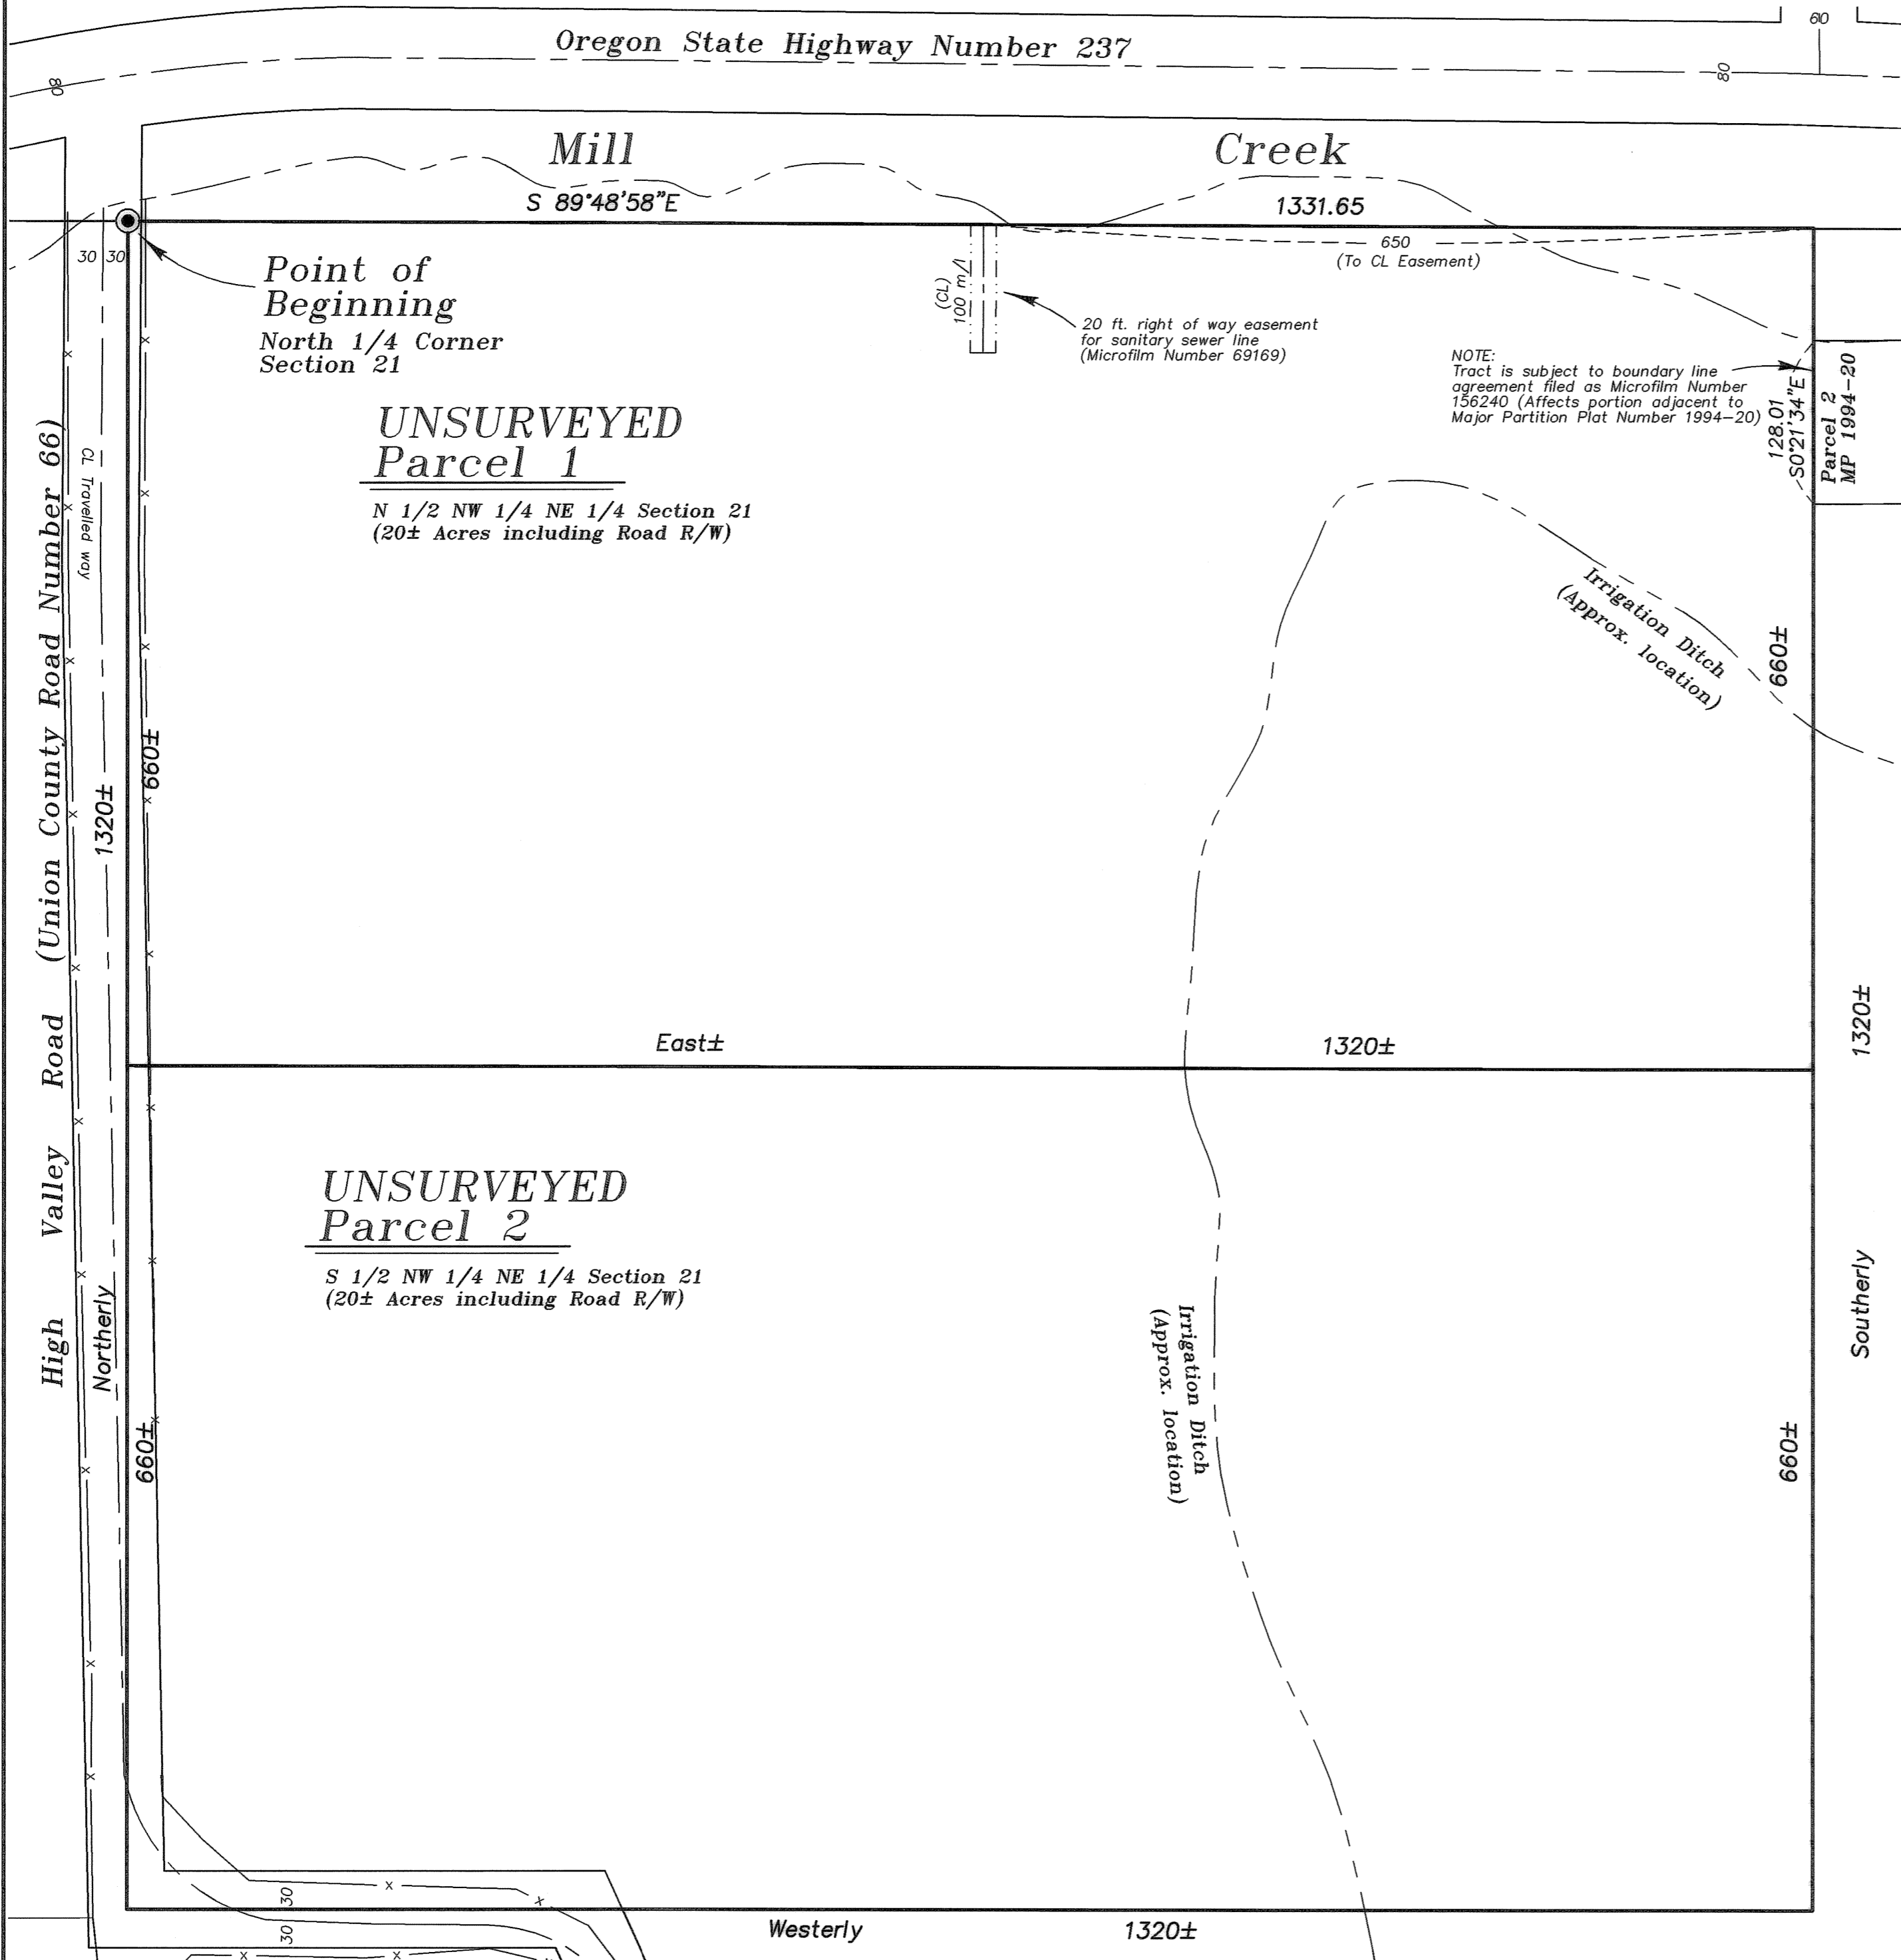 60
Oregon State Highway Number 237
80
80
Mill Creek
S 89°48'58"E
1331.65
30 30
650
(To CL Easement)
Point of
Beginning
North 1/4 Corner
Section 21
(CL)
100 m/l
20 ft. right of way easement
for sanitary sewer line
(Microfilm Number 69169)
NOTE:
Tract is subject to boundary line
agreement filed as Microfilm Number
156240 (Affects portion adjacent to
Major Partition Plat Number 1994-20)
128.01
S0°21'34"E
Parcel 2
MP 1994-20
UNSURVEYED
Parcel 1
N 1/2 NW 1/4 NE 1/4 Section 21
(20± Acres including Road R/W)
CL Travelled way
High Valley Road (Union County Road Number 66)
Irrigation Ditch
(Approx. location)
660±
660±
1320±
East±
1320±
1320±
UNSURVEYED
Parcel 2
S 1/2 NW 1/4 NE 1/4 Section 21
(20± Acres including Road R/W)
Northerly
Southerly
Irrigation Ditch
(Approx. location)
660±
660±
30
30
Westerly
1320±